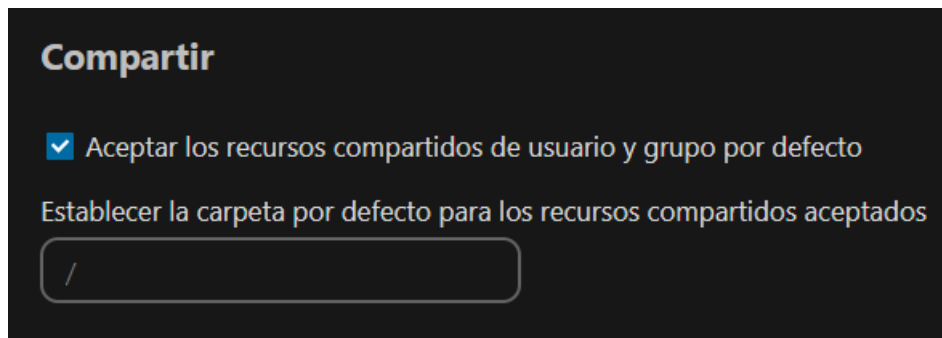 Compartir
Aceptar los recursos compartidos de usuario y grupo por defecto
Establecer la carpeta por defecto para los recursos compartidos aceptados
/